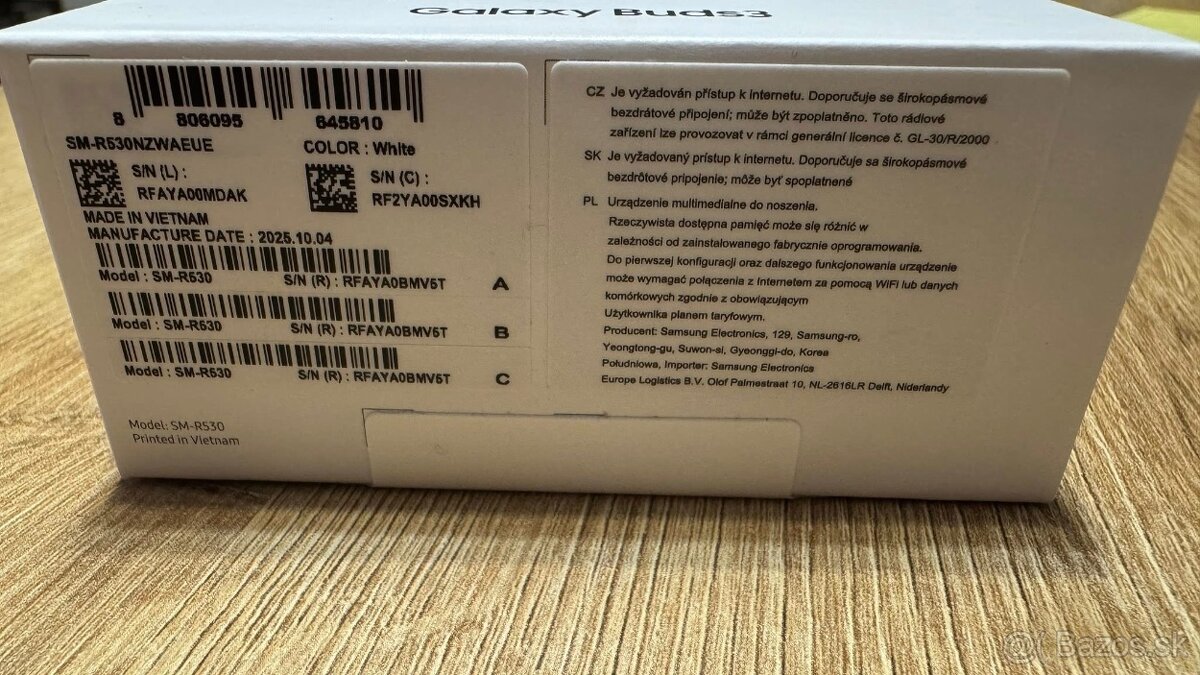 Galaxy Buds3
8 806095 645810
SM-R530NZWAEUE
COLOR : White
S/N (L) :
RFAYA00MDAK
S/N (C) :
RF2YA00SXKH
MADE IN VIETNAM
MANUFACTURE DATE : 2025.10.04
Model : SM-R530 S/N (R) : RFAYA0BMV5T A
Model : SM-R530 S/N (R) : RFAYA0BMV5T B
Model : SM-R530 S/N (R) : RFAYA0BMV5T C
Model: SM-R530
Printed in Vietnam
CZ Je vyžadován přístup k internetu. Doporučuje se širokopásmové
bezdrátové připojení; může být zpoplatněno. Toto rádiové
zařízení lze provozovat v rámci generální licence č. GL-30/R/2000
SK Je vyžadovaný prístup k internetu. Doporučuje sa širokopásmové
bezdrôtové pripojenie; môže byť spoplatnené
PL Urządzenie multimedialne do noszenia.
Rzeczywista dostępna pamięć może się różnić w
zależności od zainstalowanego fabrycznie oprogramowania.
Do pierwszej konfiguracji oraz dalszego funkcjonowania urządzenie
może wymagać połączenia z Internetem za pomocą WiFi lub danych
komórkowych zgodnie z obowiązującym
Użytkownika planem taryfowym.
Producent: Samsung Electronics, 129, Samsung-ro,
Yeongtong-gu, Suwon-si, Gyeonggi-do, Korea
Południowa, Importer: Samsung Electronics
Europe Logistics B.V. Olof Palmestraat 10, NL-2616LR Delft, Niderlandy
Bazos.sk